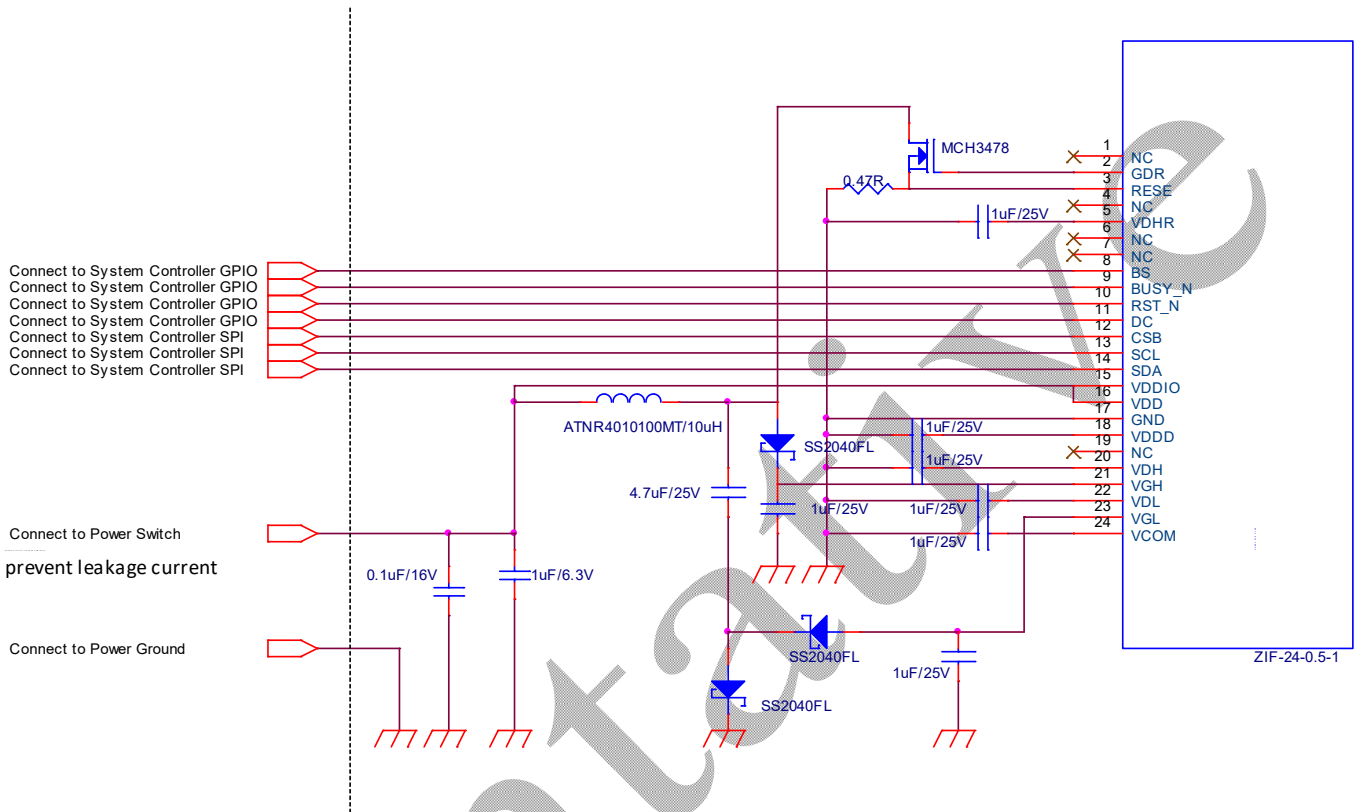 MCH3478
0.47R
1uF/25V
1
NC
2
GDR
3
RESE
4
NC
5
VDHR
6
NC
7
NC
8
BS
9
BUSY_N
10
RST_N
11
DC
12
CSB
13
SCL
14
SDA
15
VDDIO
16
VDD
17
GND
18
VDDD
19
NC
20
VDH
21
VGH
22
VDL
23
VGL
24
VCOM
Connect to System Controller GPIO
Connect to System Controller GPIO
Connect to System Controller GPIO
Connect to System Controller GPIO
Connect to System Controller SPI
Connect to System Controller SPI
Connect to System Controller SPI
ATNR4010100MT/10uH
SS2040FL
1uF/25V
1uF/25V
4.7uF/25V
1uF/25V
1uF/25V
1uF/25V
Connect to Power Switch
prevent leakage current
0.1uF/16V
1uF/6.3V
Connect to Power Ground
SS2040FL
1uF/25V
SS2040FL
ZIF-24-0.5-1
tative